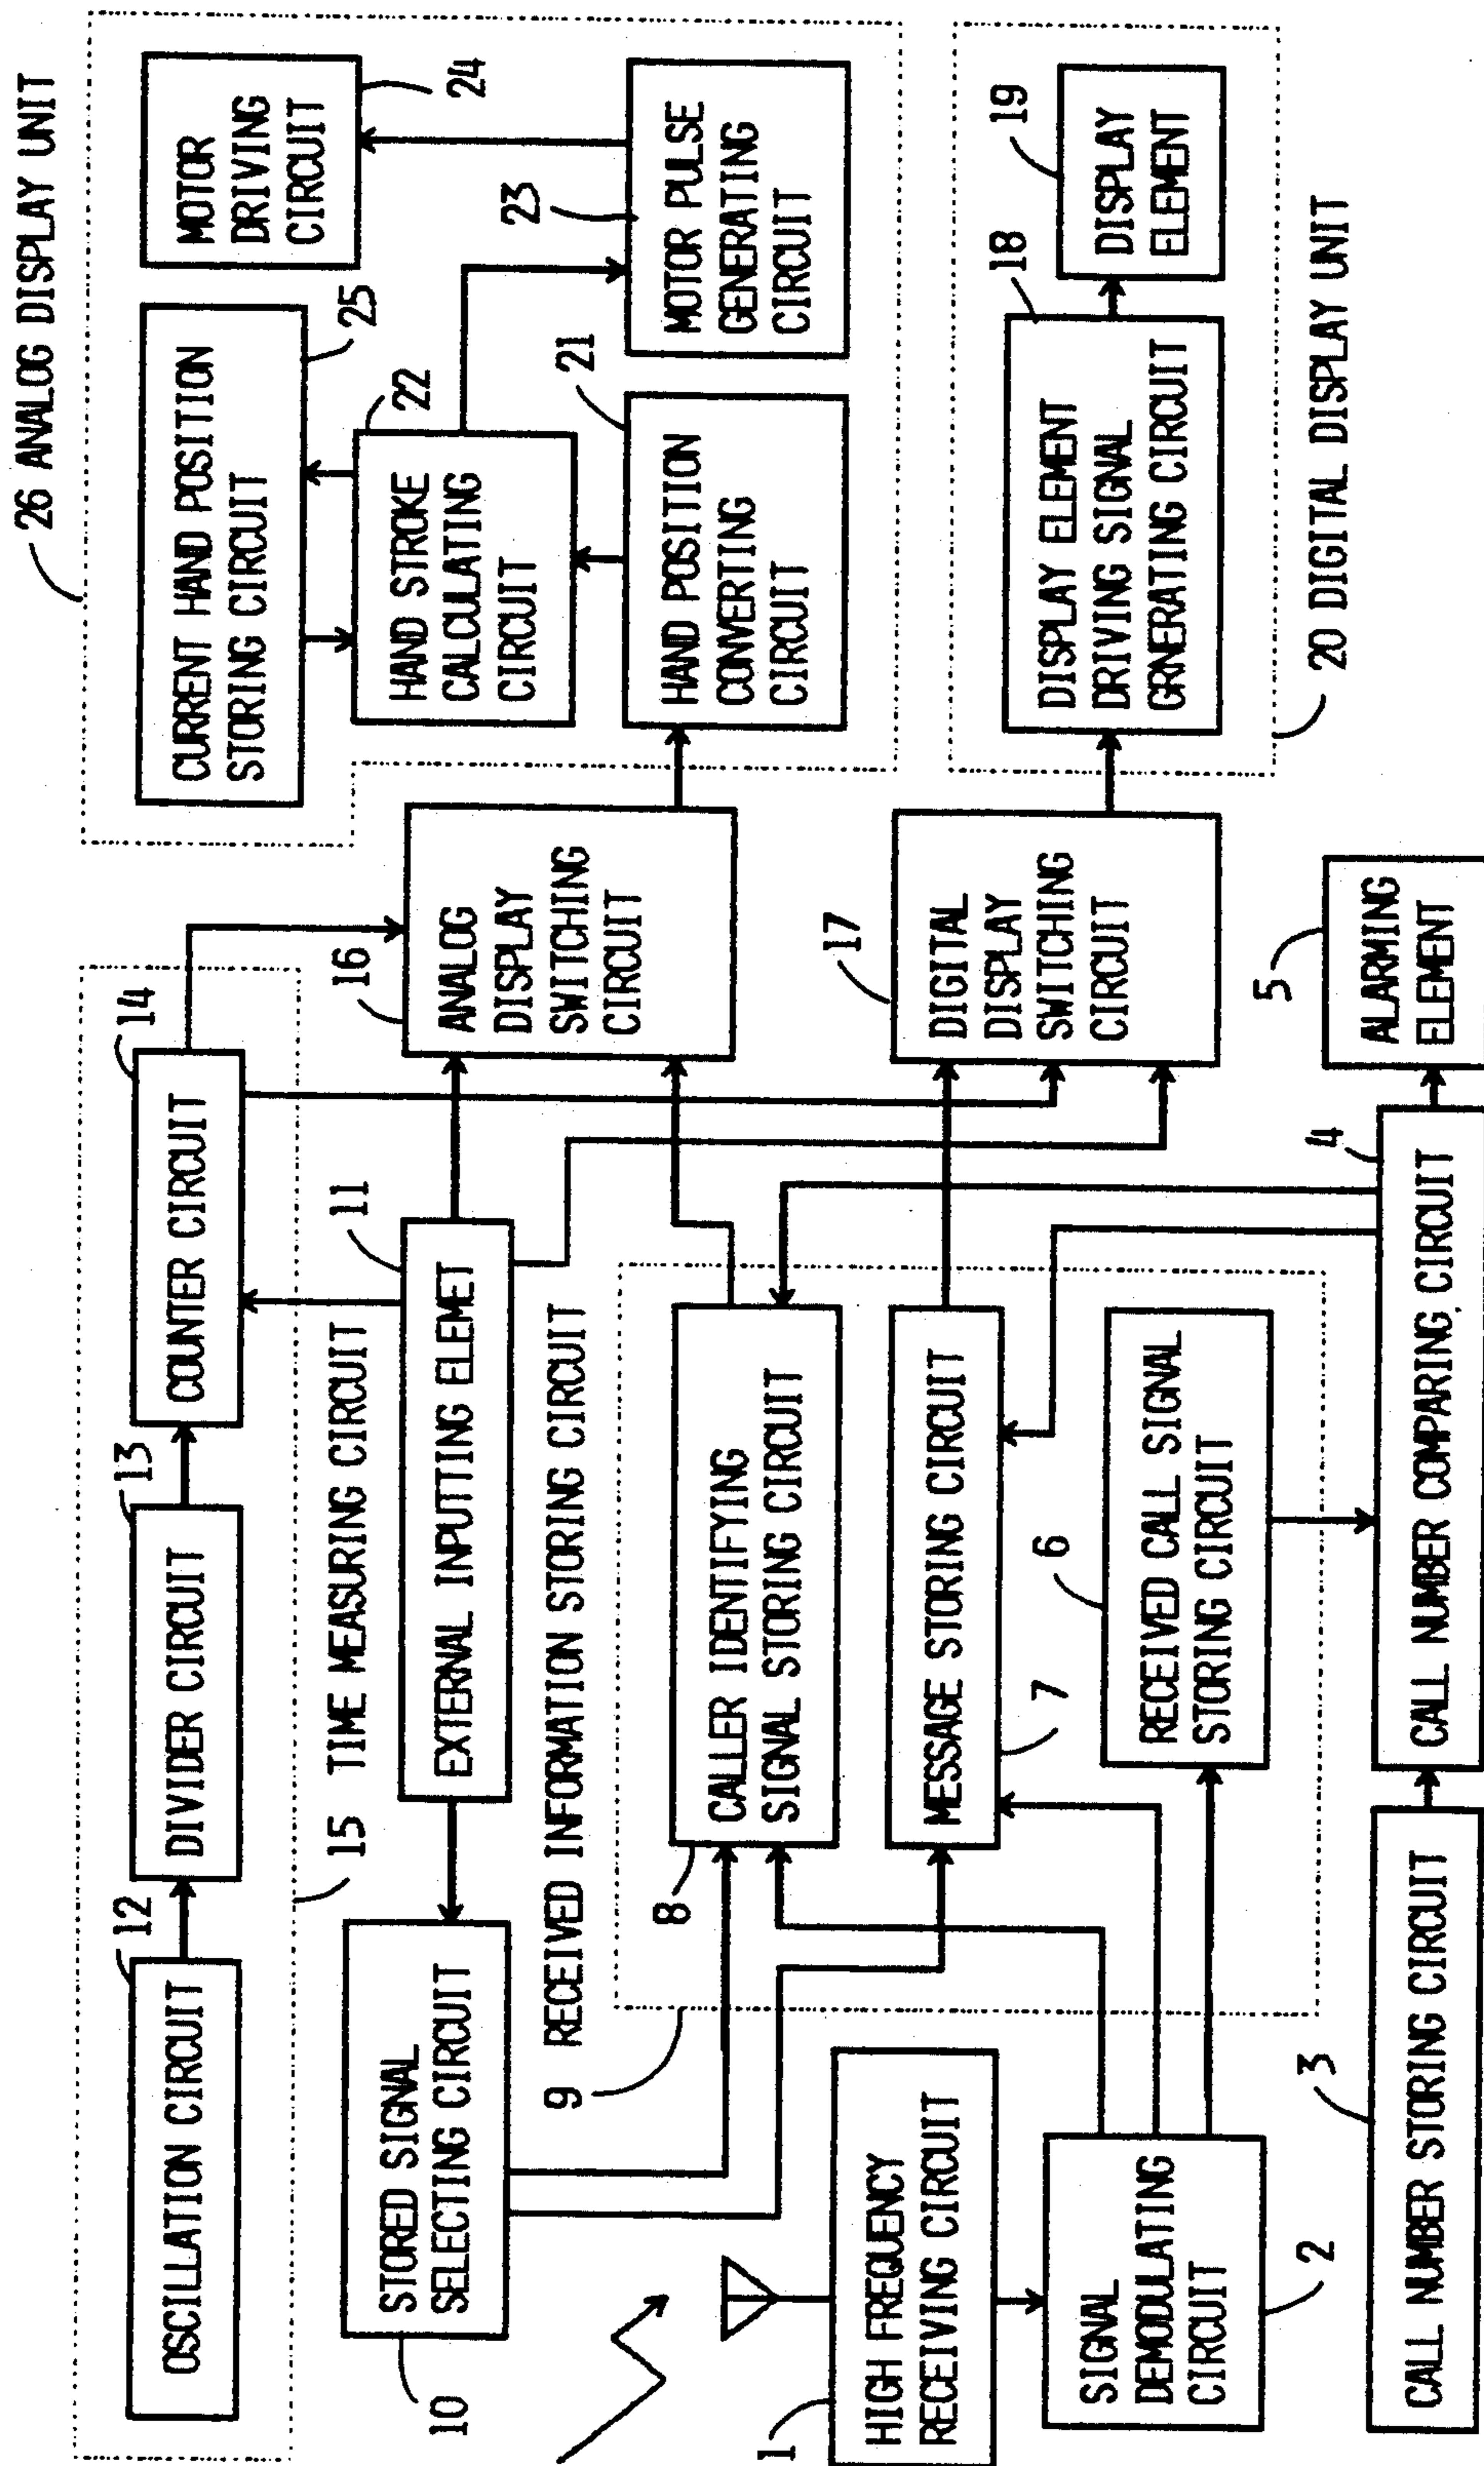 26 ANALOG DISPLAY UNIT
12
OSCILLATION CIRCUIT
13
DIVIDER CIRCUIT
14
COUNTER CIRCUIT
15 TIME MEASURING CIRCUIT
CURRENT HAND POSITION
STORING CIRCUIT
25
MOTOR
DRIVING
CIRCUIT
24
10
STORED SIGNAL
SELECTING CIRCUIT
11
EXTERNAL INPUTTING ELEMET
16
ANALOG
DISPLAY
SWITCHING
CIRCUIT
22
HAND STROKE
CALCULATING
CIRCUIT
21
HAND POSITION
CONVERTING
CIRCUIT
23
MOTOR PULSE
GENERATING
CIRCUIT
9 RECEIVED INFORMATION STORING CIRCUIT
8
CALLER IDENTIFYING
SIGNAL STORING CIRCUIT
MESSAGE STORING CIRCUIT
7
6
RECEIVED CALL SIGNAL
STORING CIRCUIT
17
DIGITAL
DISPLAY
SWITCHING
CIRCUIT
18
DISPLAY ELEMENT
DRIVING SIGNAL
GRNERATING CIRCUIT
19
DISPLAY
ELEMENT
20 DIGITAL DISPLAY UNIT
1
HIGH FREQUENCY
RECEIVING CIRCUIT
SIGNAL
DEMODULATING
CIRCUIT
2
3
CALL NUMBER STORING CIRCUIT
4
CALL NUMBER COMPARING CIRCUIT
5
ALARMING
ELEMENT